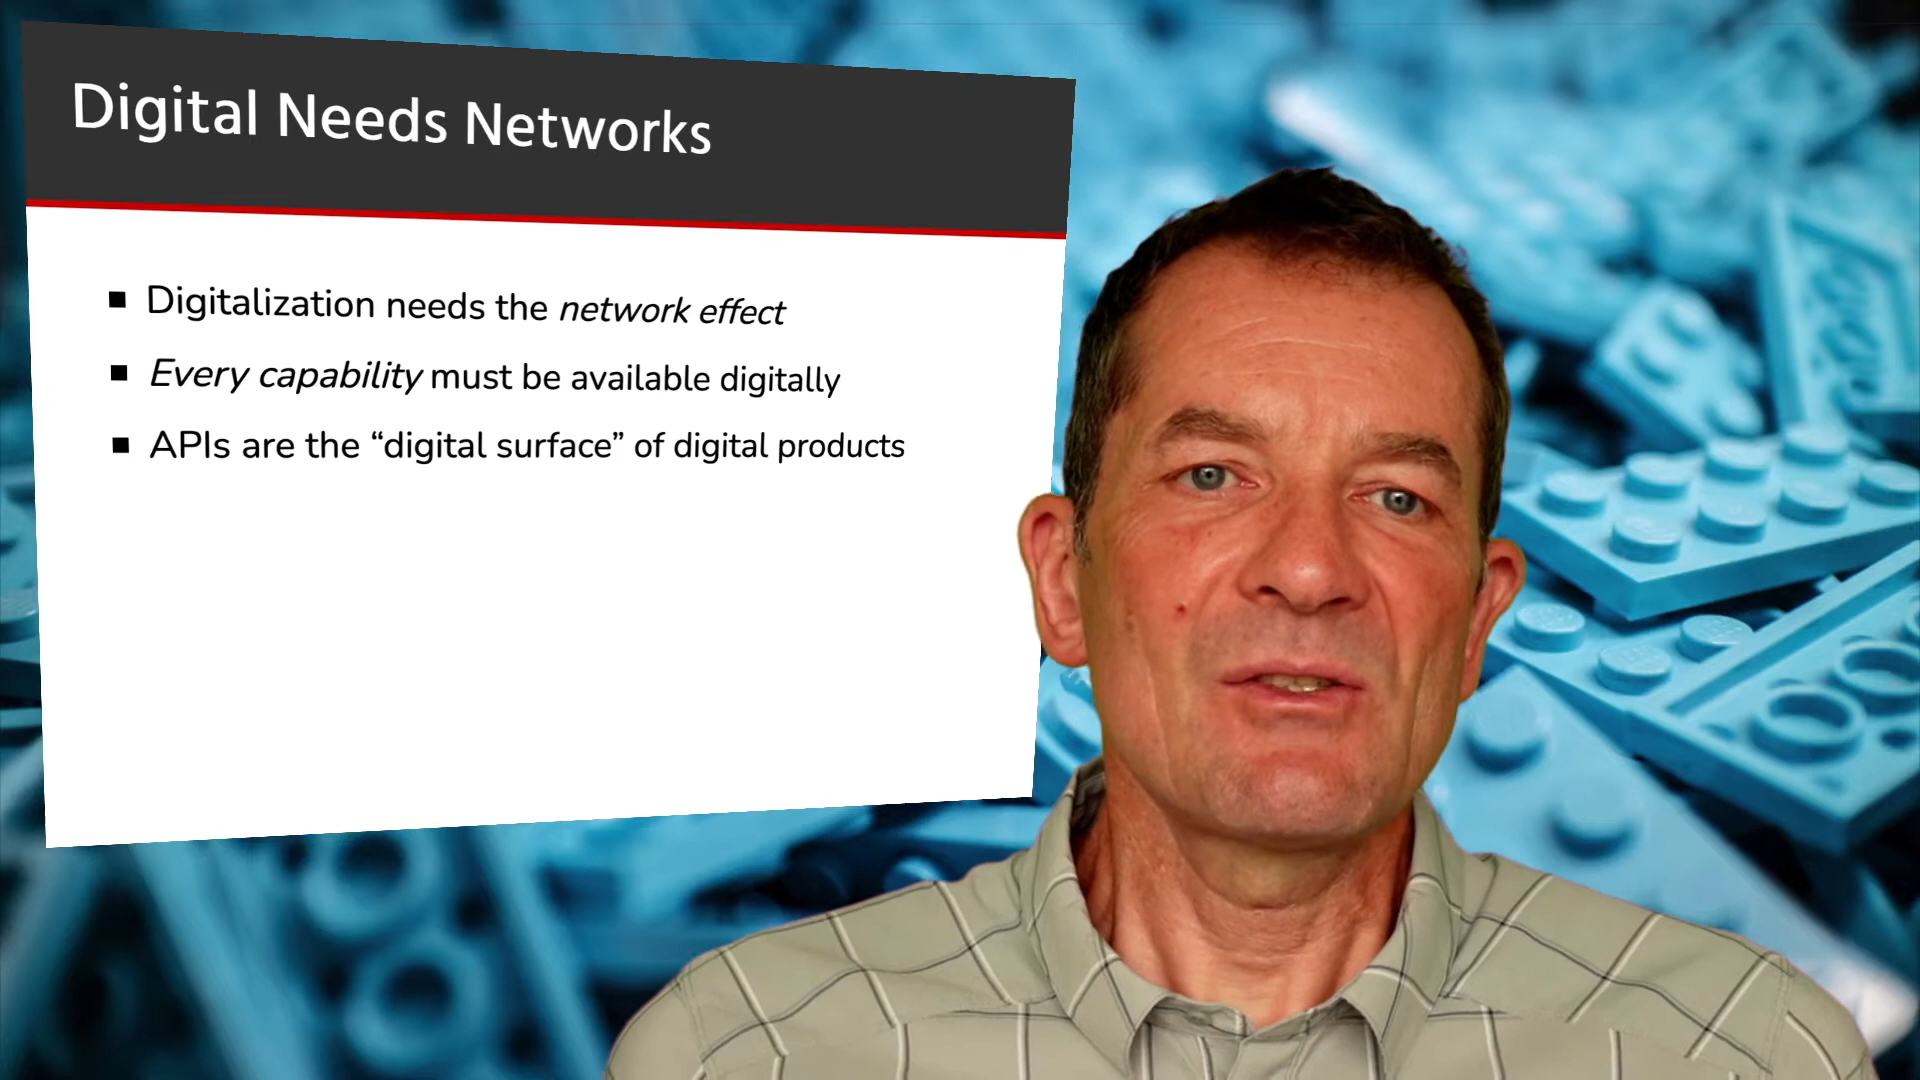 Digital Needs Networks
Digitalization needs the network effect
Every capability must be available digitally
APIs are the “digital surface” of digital products